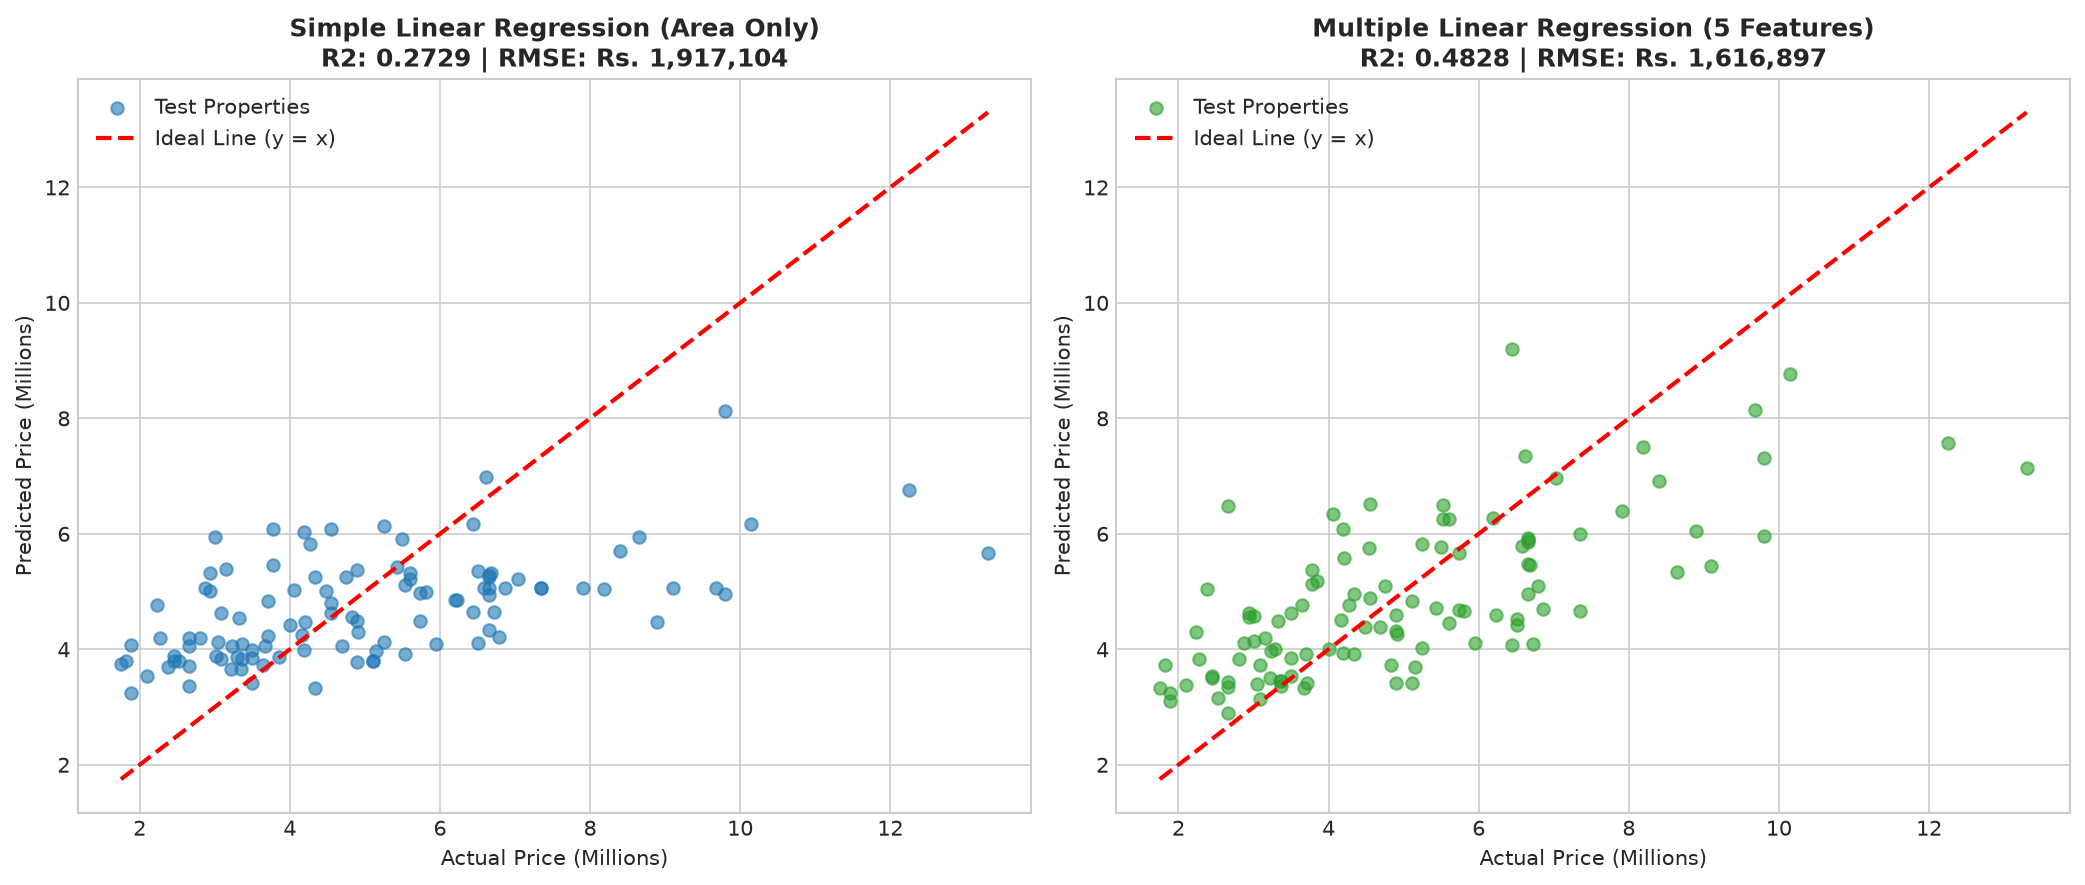 Simple Linear Regression (Area Only)
R2: 0.2729 | RMSE: Rs. 1,917,104
Test Properties
Ideal Line (y = x)
Predicted Price (Millions)
12
10
8
6
4
2
2 4 6 8 10 12
Actual Price (Millions)
Multiple Linear Regression (5 Features)
R2: 0.4828 | RMSE: Rs. 1,616,897
Test Properties
Ideal Line (y = x)
Predicted Price (Millions)
12
10
8
6
4
2
2 4 6 8 10 12
Actual Price (Millions)